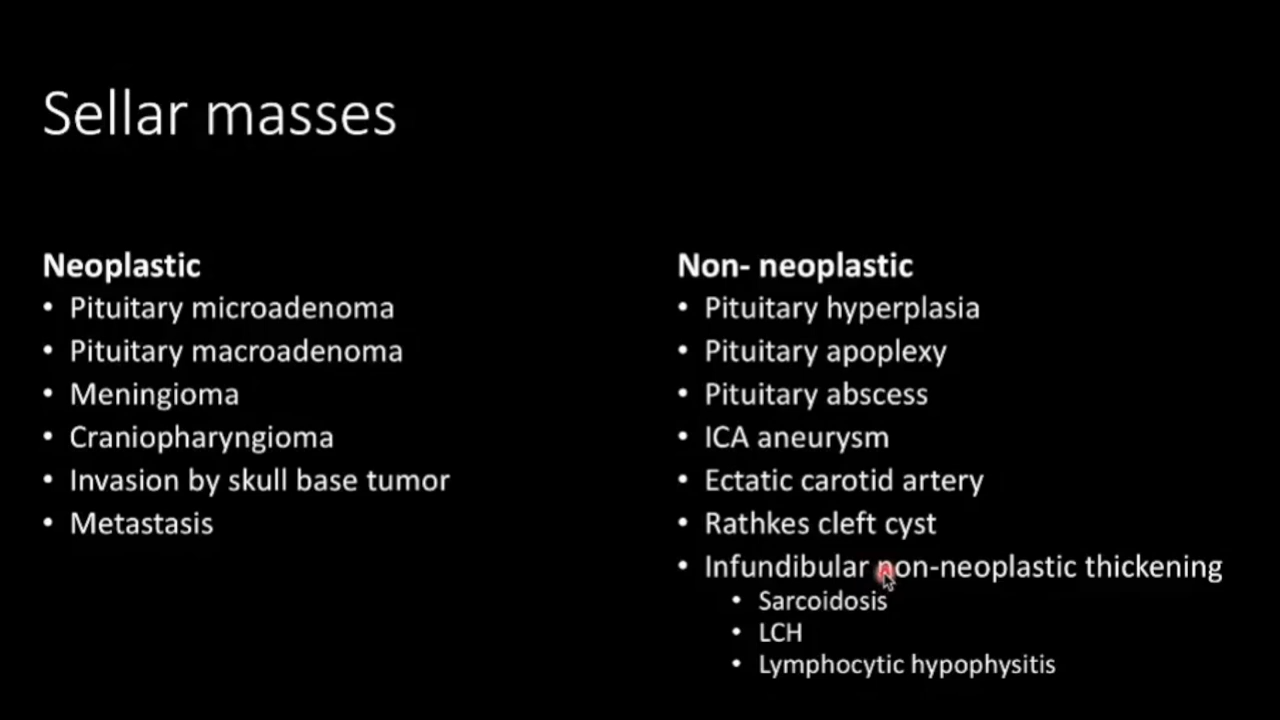 Sellar masses
Neoplastic
• Pituitary microadenoma
• Pituitary macroadenoma
• Meningioma
• Craniopharyngioma
• Invasion by skull base tumor
• Metastasis
Non- neoplastic
• Pituitary hyperplasia
• Pituitary apoplexy
• Pituitary abscess
• ICA aneurysm
• Ectatic carotid artery
• Rathkes cleft cyst
• Infundibular non-neoplastic thickening
• Sarcoidosis
• LCH
• Lymphocytic hypophysitis